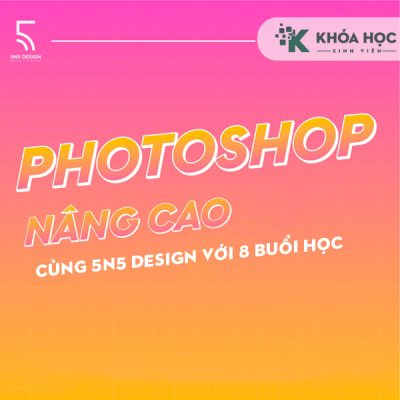 5N5 DESIGN
KHÓA HỌC
SINH VIÊN
PHOTOSHOP
NÂNG CAO
CÙNG 5N5 DESIGN VỚI 8 BUỔI HỌC